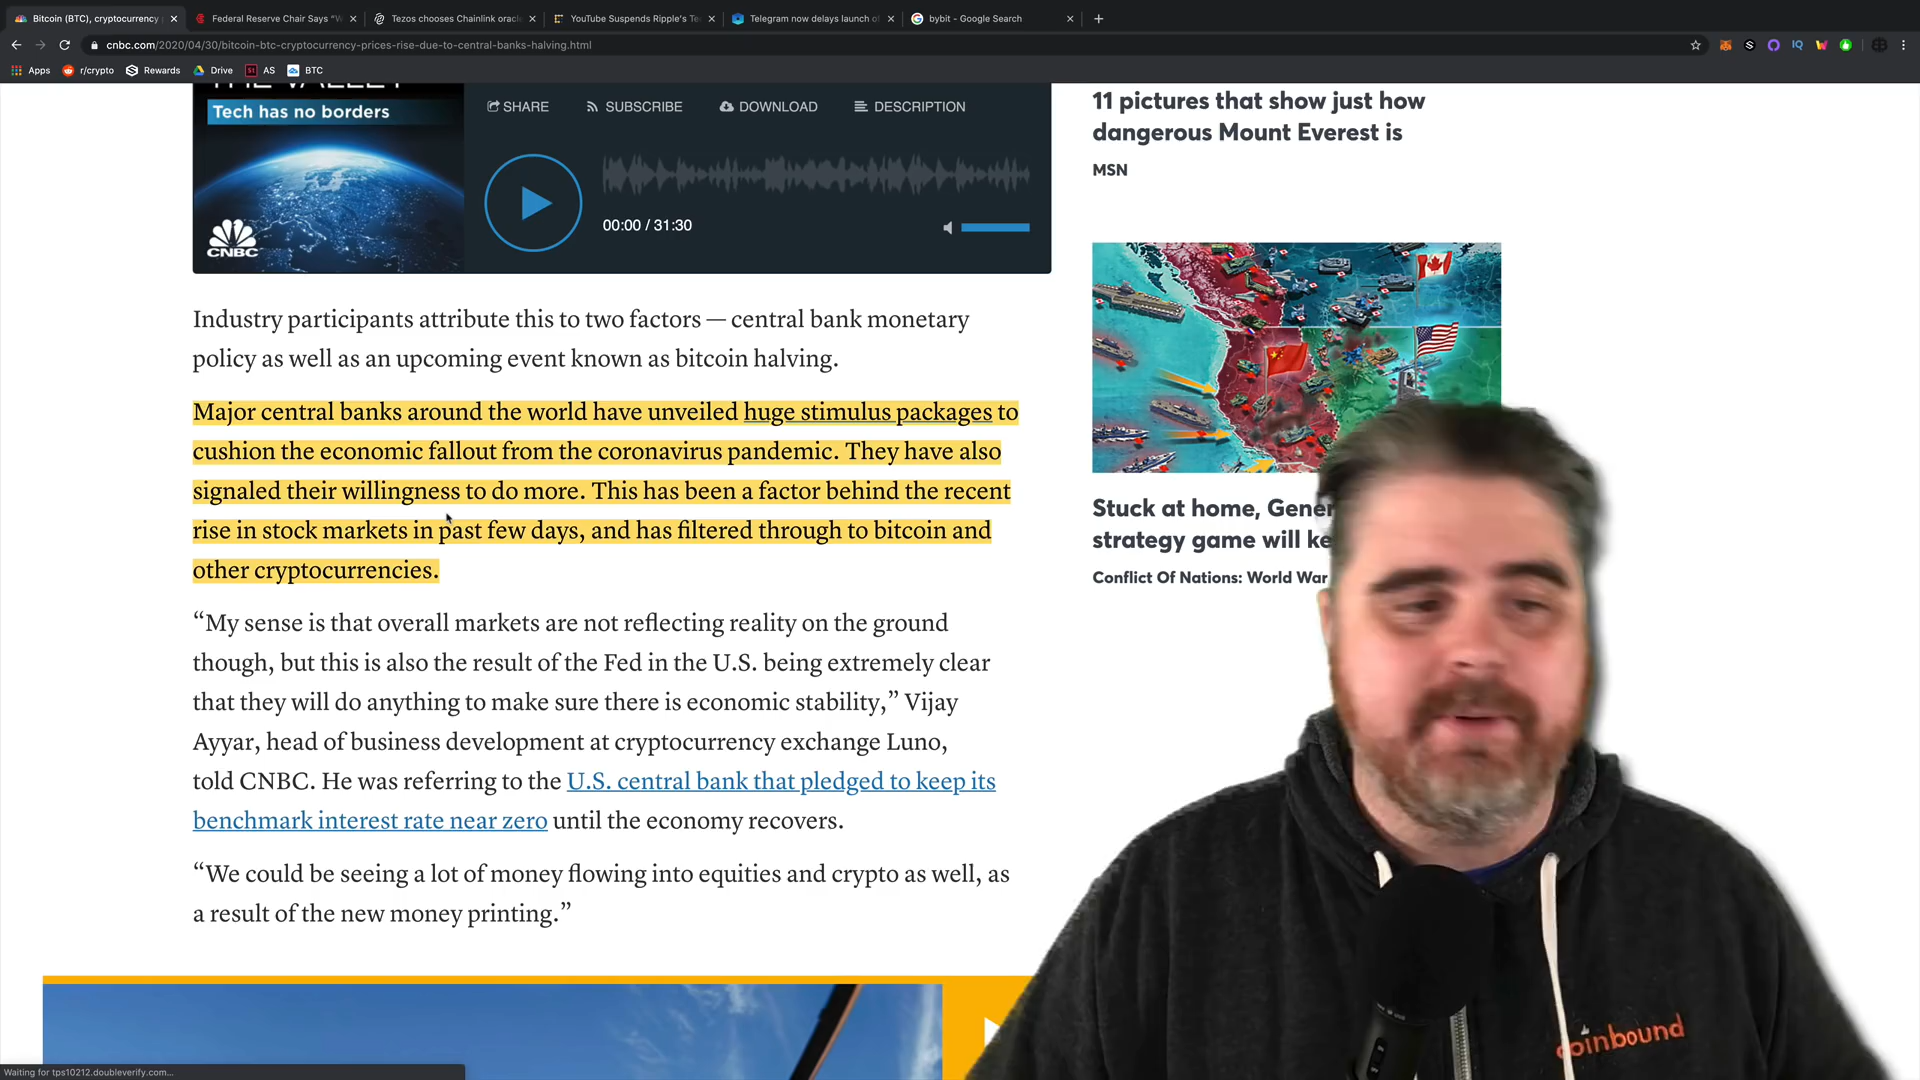 Bitcoin (BTC), cryptocurrency
Federal Reserve Chair Says "W
Tezos chooses Chainlink oracl
YouTube Suspends Ripple's Te
Telegram now delays launch of
bybit - Google Search
cnbc.com/2020/04/30/bitcoin-btc-cryptocurrency-prices-rise-due-to-central-banks-halving.html
Apps
r/crypto
Rewards
Drive
AS
BTC
Tech has no borders
CNBC
SHARE
SUBSCRIBE
DOWNLOAD
DESCRIPTION
00:00 / 31:30
Industry participants attribute this to two factors — central bank monetary
policy as well as an upcoming event known as bitcoin halving.
Major central banks around the world have unveiled huge stimulus packages to
cushion the economic fallout from the coronavirus pandemic. They have also
signaled their willingness to do more. This has been a factor behind the recent
rise in stock markets in past few days, and has filtered through to bitcoin and
other cryptocurrencies.
“My sense is that overall markets are not reflecting reality on the ground
though, but this is also the result of the Fed in the U.S. being extremely clear
that they will do anything to make sure there is economic stability,” Vijay
Ayyar, head of business development at cryptocurrency exchange Luno,
told CNBC. He was referring to the U.S. central bank that pledged to keep its
benchmark interest rate near zero until the economy recovers.
“We could be seeing a lot of money flowing into equities and crypto as well, as
a result of the new money printing.”
11 pictures that show just how
dangerous Mount Everest is
MSN
Stuck at home, Gener
strategy game will ke
Conflict Of Nations: World War
coinbound
Waiting for tps10212.doubleverify.com...